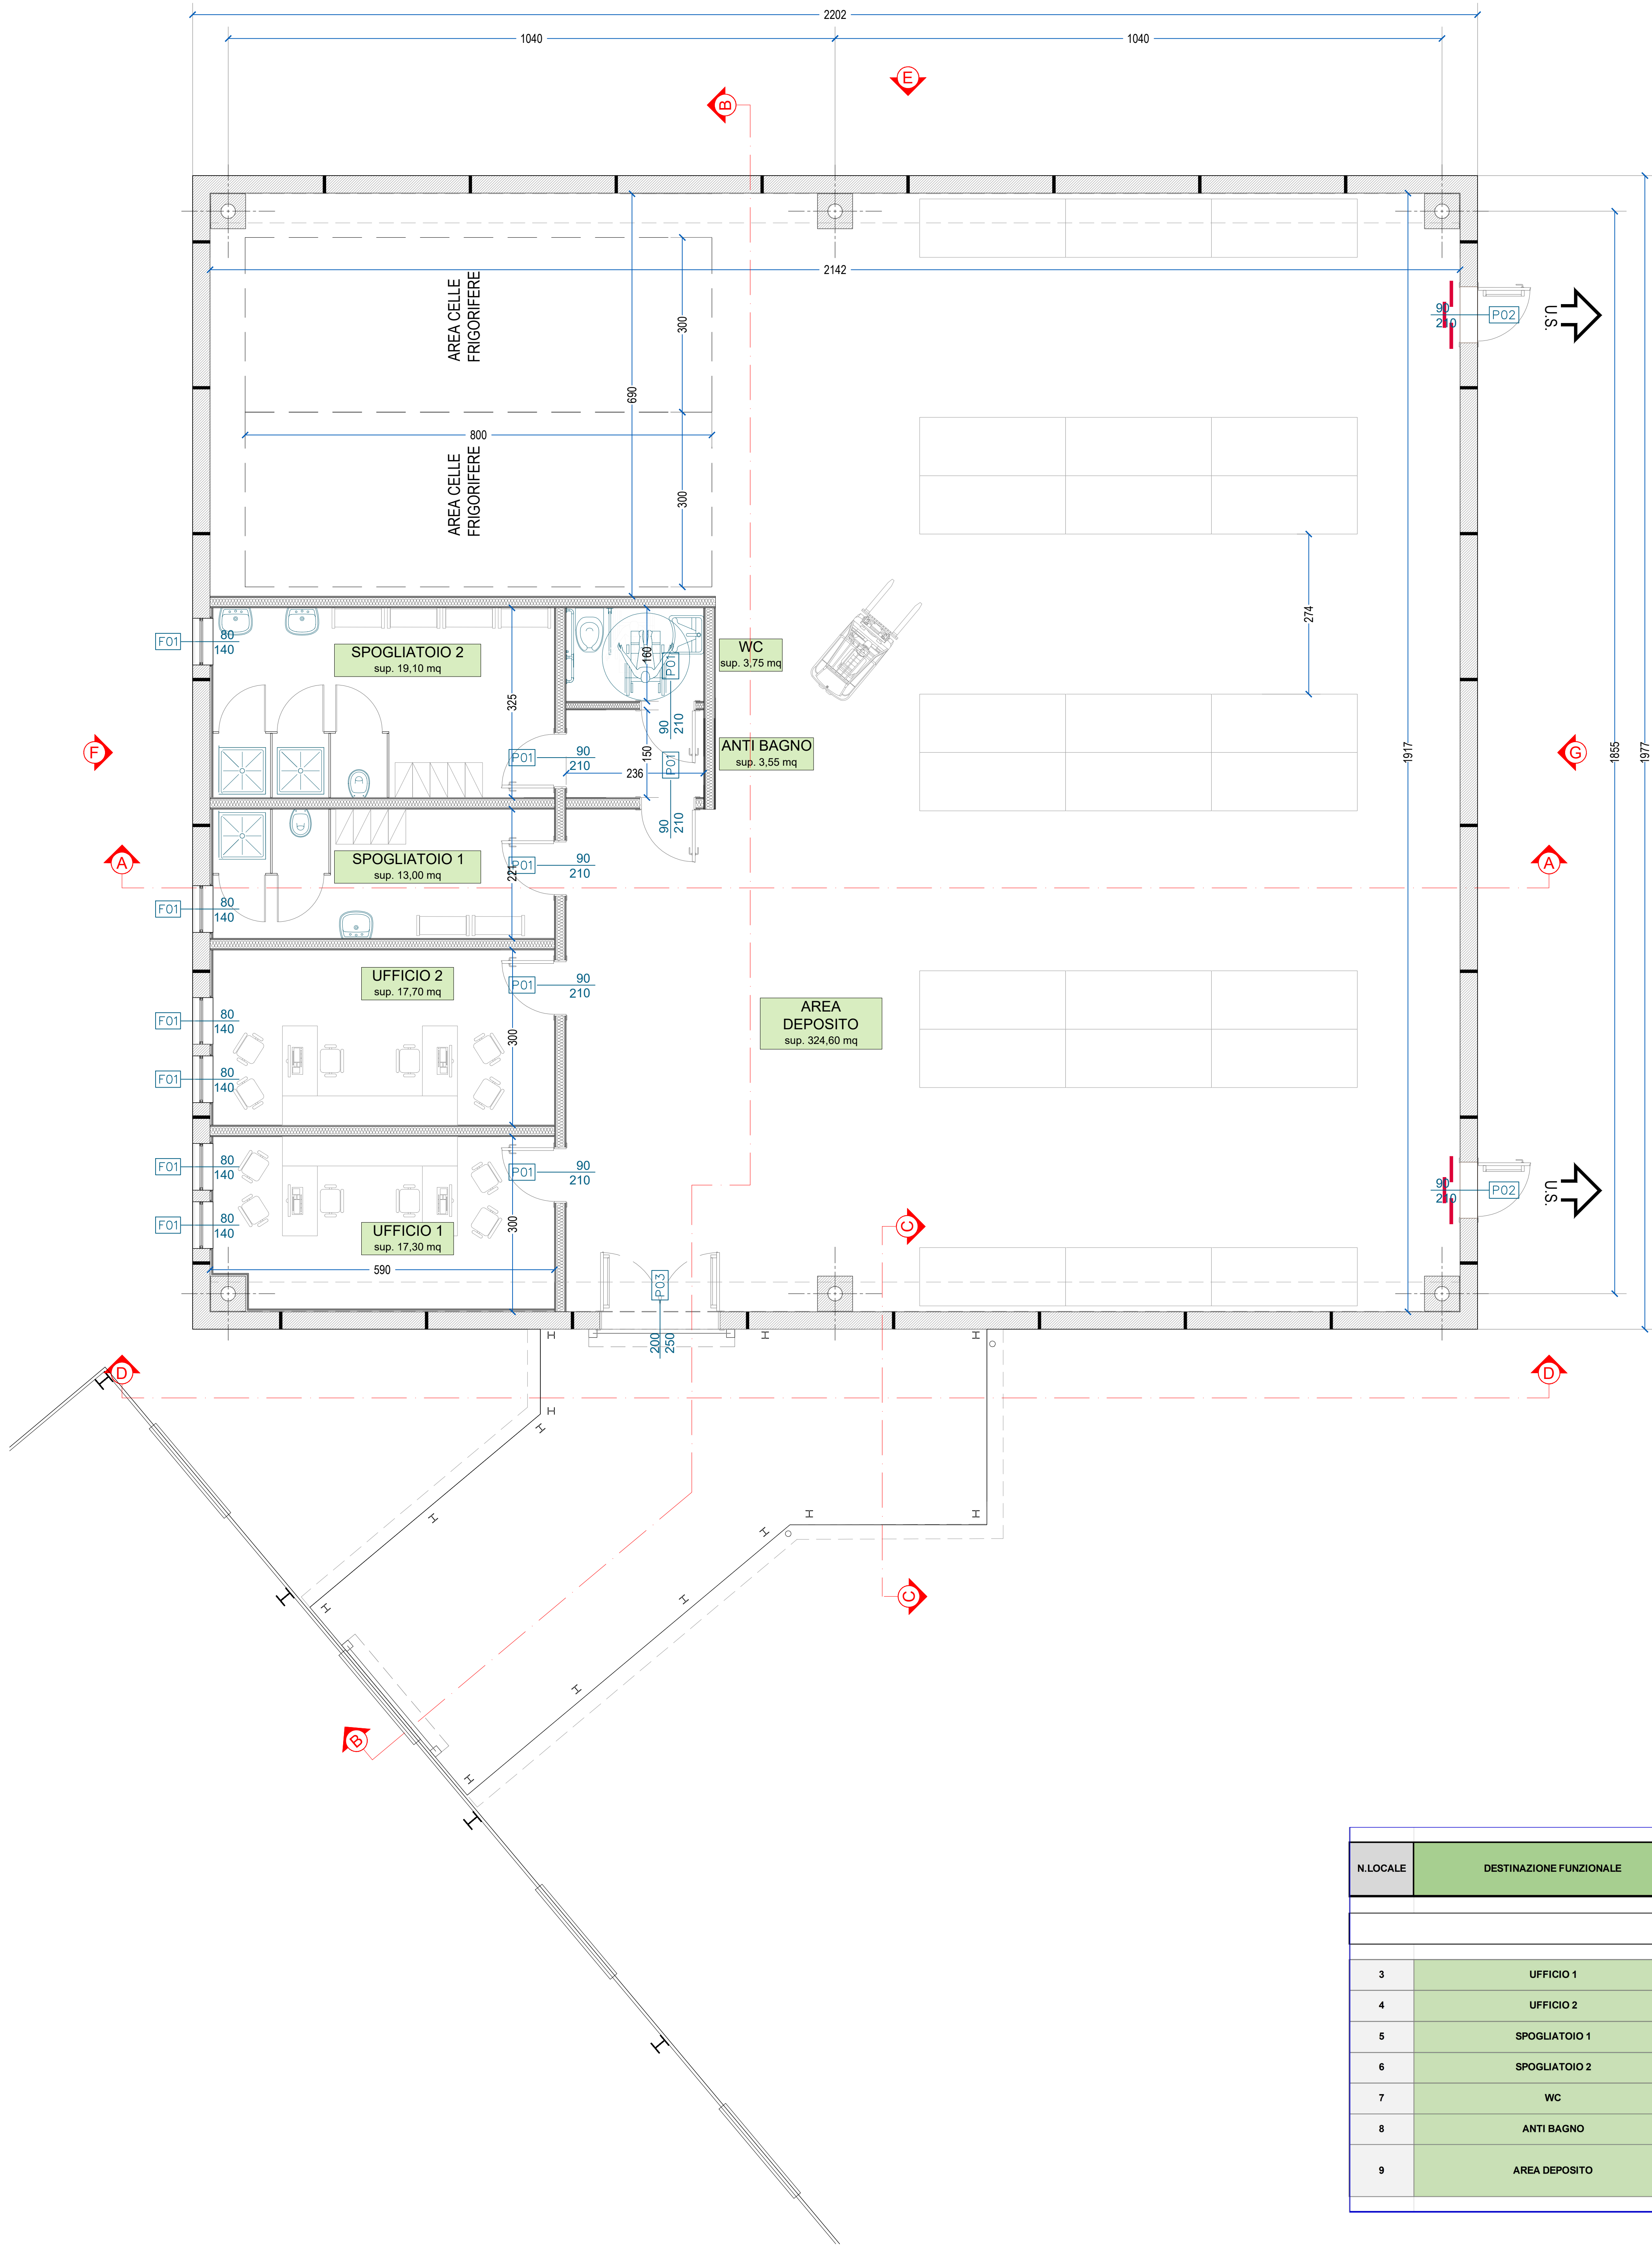 2202
1040
1040
E
B
2142
AREA CELLE
FRIGORIFERE
300
690
90
210
P02
U.S.
800
AREA CELLE
FRIGORIFERE
300
274
F01
80
140
SPOGLIATOIO 2
sup. 19,10 mq
160
P01
WC
sup. 3,75 mq
325
90
210
F
P01
90
210
150
236
P01
ANTI BAGNO
sup. 3,55 mq
1917
G
1855
1977
90
210
A
SPOGLIATOIO 1
sup. 13,00 mq
221
P01
90
210
A
F01
80
140
UFFICIO 2
sup. 17,70 mq
P01
90
210
F01
80
140
300
AREA
DEPOSITO
sup. 324,60 mq
F01
80
140
F01
80
140
P01
90
210
90
210
P02
U.S.
F01
80
140
UFFICIO 1
sup. 17,30 mq
300
C
590
P03
200
250
D
D
C
B
N.LOCALE
DESTINAZIONE FUNZIONALE
3
UFFICIO 1
4
UFFICIO 2
5
SPOGLIATOIO 1
6
SPOGLIATOIO 2
7
WC
8
ANTI BAGNO
9
AREA DEPOSITO